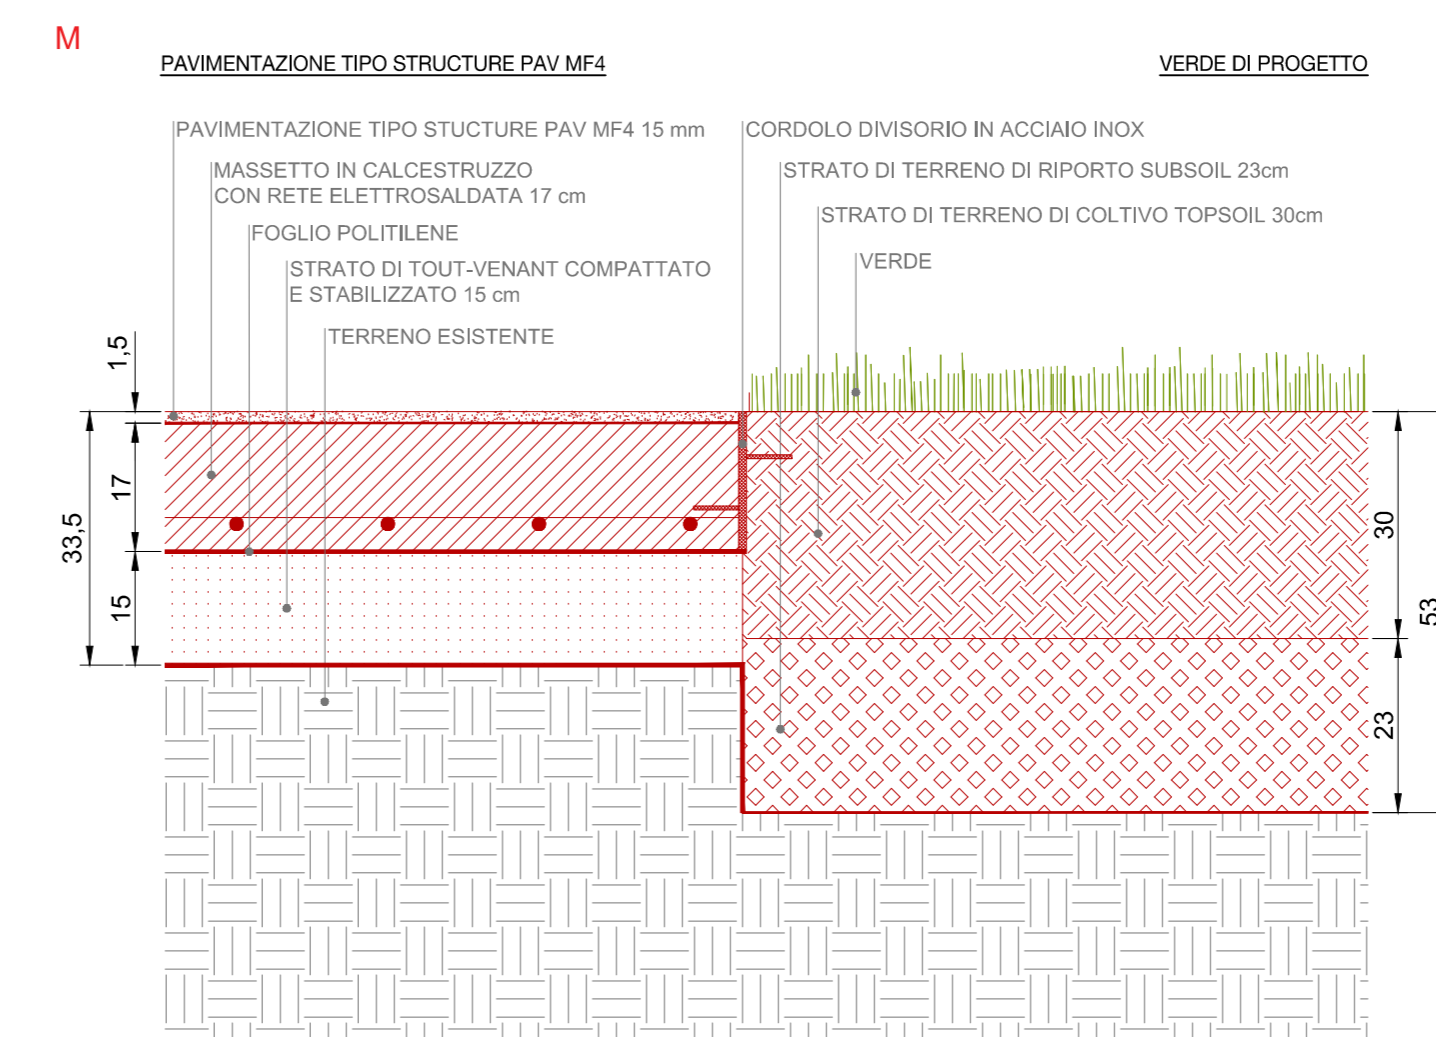 M
PAVIMENTAZIONE TIPO STRUCTURE PAV MF4
VERDE DI PROGETTO
PAVIMENTAZIONE TIPO STUCTURE PAV MF4 15 mm
MASSETTO IN CALCESTRUZZO
CON RETE ELETTROSALDATA 17 cm
FOGLIO POLITILENE
STRATO DI TOUT-VENANT COMPATTATO
E STABILIZZATO 15 cm
TERRENO ESISTENTE
CORDOLO DIVISORIO IN ACCIAIO INOX
STRATO DI TERRENO DI RIPORTO SUBSOIL 23cm
STRATO DI TERRENO DI COLTIVO TOPSOIL 30cm
VERDE
1,5
17
33,5
15
30
53
23